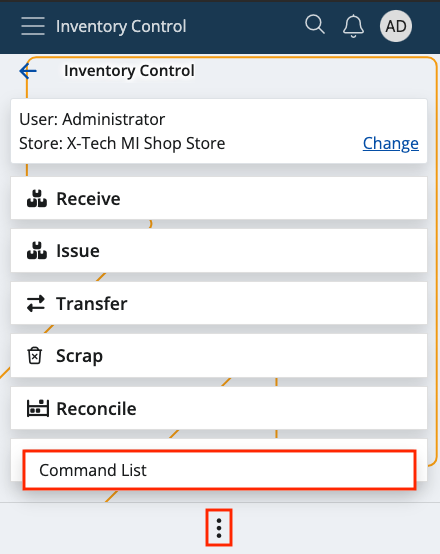 Inventory Control
AD
Inventory Control
User: Administrator
Store: X-Tech MI Shop Store
Change
Receive
Issue
Transfer
Scrap
Reconcile
Command List